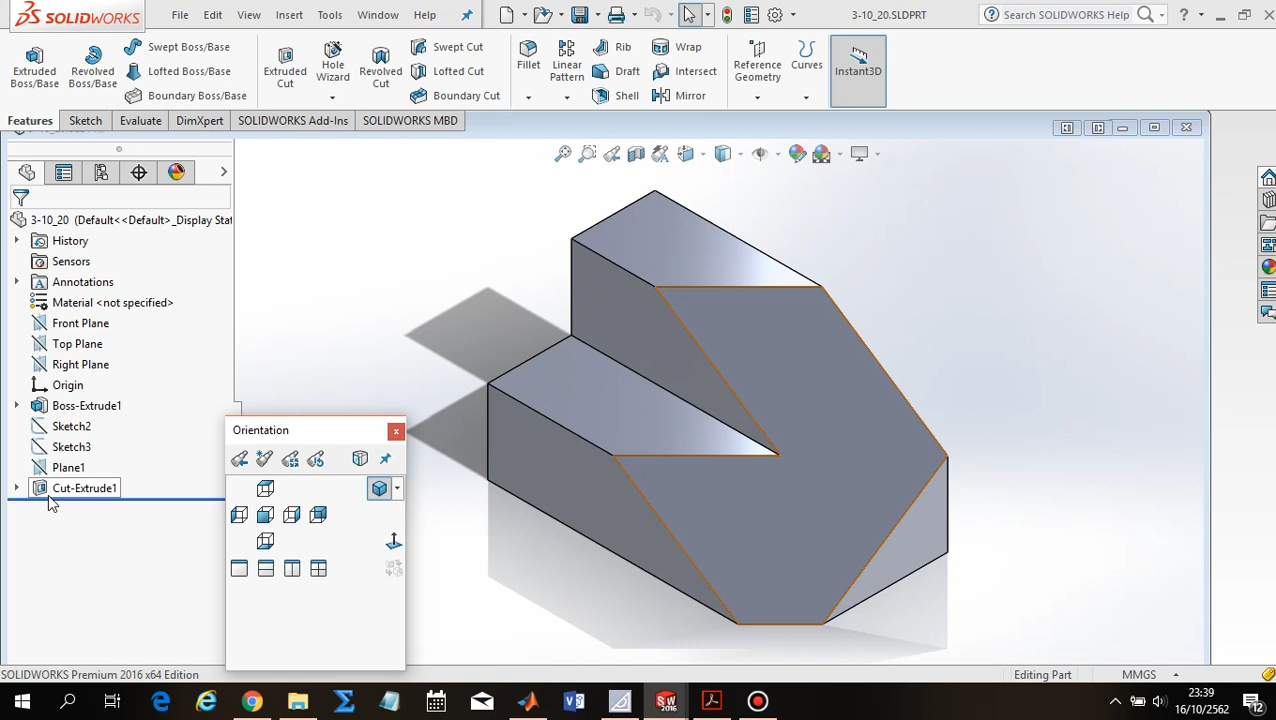 SOLIDWORKS
File Edit View Insert Tools Window Help
3-10_20.SLDPRT
Search SOLIDWORKS Help
?
Extruded Boss/Base
Revolved Boss/Base
Swept Boss/Base
Lofted Boss/Base
Boundary Boss/Base
Extruded Cut
Hole Wizard
Revolved Cut
Swept Cut
Lofted Cut
Boundary Cut
Fillet
Linear Pattern
Rib
Draft
Shell
Wrap
Intersect
Mirror
Reference Geometry
Curves
Instant3D
Features Sketch Evaluate DimXpert SOLIDWORKS Add-Ins SOLIDWORKS MBD
3-10_20 (Default<<Default>_Display Stat
History
Sensors
Annotations
Material <not specified>
Front Plane
Top Plane
Right Plane
Origin
Boss-Extrude1
Sketch2
Sketch3
Plane1
Cut-Extrude1
Orientation
SOLIDWORKS Premium 2016 x64 Edition
Editing Part
MMGS
23:39
16/10/2562
12